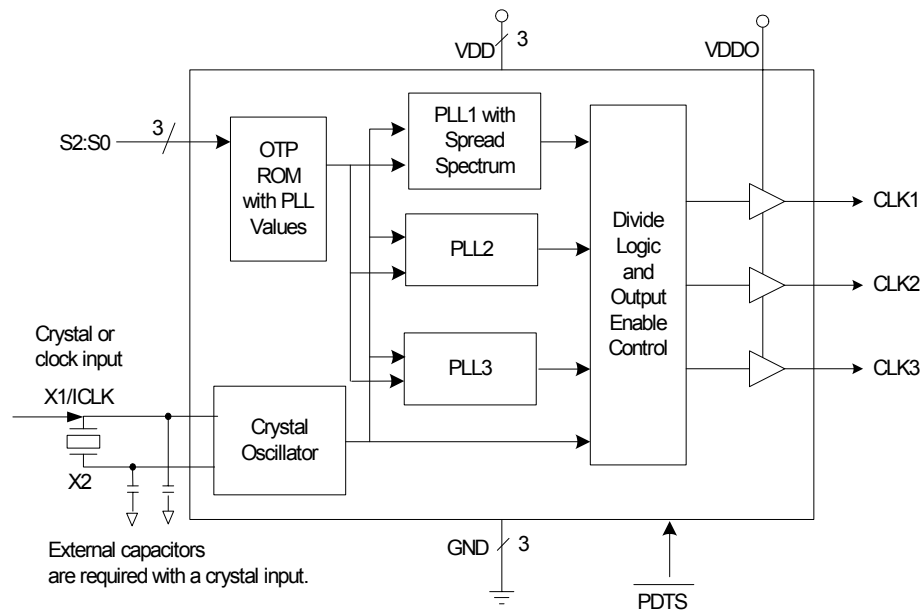 VDD
3
VDDO
S2:S0
3
OTP
ROM
with PLL
Values
PLL1 with
Spread
Spectrum
PLL2
PLL3
Divide
Logic
and
Output
Enable
Control
CLK1
CLK2
CLK3
Crystal or
clock input
X1/ICLK
X2
Crystal
Oscillator
External capacitors
are required with a crystal input.
GND
3
PDTS